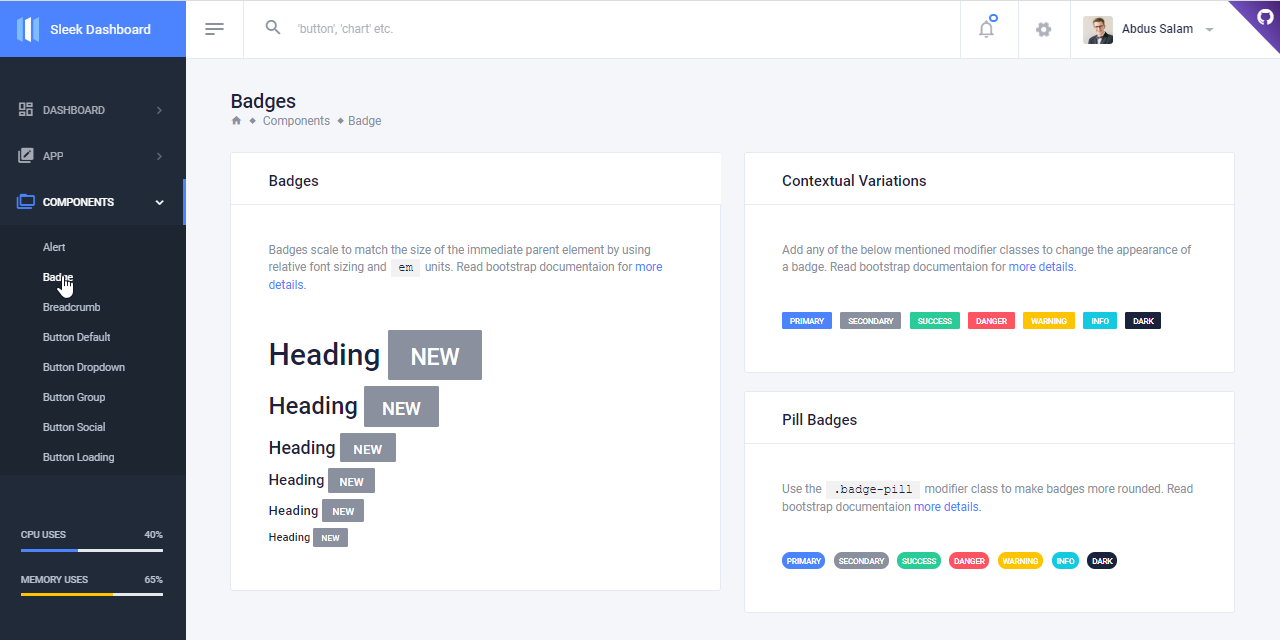 Sleek Dashboard
'button', 'chart' etc.
Abdus Salam
DASHBOARD
APP
COMPONENTS
Alert
Badge
Breadcrumb
Button Default
Button Dropdown
Button Group
Button Social
Button Loading
CPU USES 40%
MEMORY USES 65%
Badges
Components Badge
Badges
Badges scale to match the size of the immediate parent element by using
relative font sizing and em units. Read bootstrap documentaion for more
details.
Heading NEW
Heading NEW
Heading NEW
Heading NEW
Heading NEW
Heading NEW
Contextual Variations
Add any of the below mentioned modifier classes to change the appearance of
a badge. Read bootstrap documentaion for more details.
PRIMARY SECONDARY SUCCESS DANGER WARNING INFO DARK
Pill Badges
Use the .badge-pill modifier class to make badges more rounded. Read
bootstrap documentaion more details.
PRIMARY SECONDARY SUCCESS DANGER WARNING INFO DARK